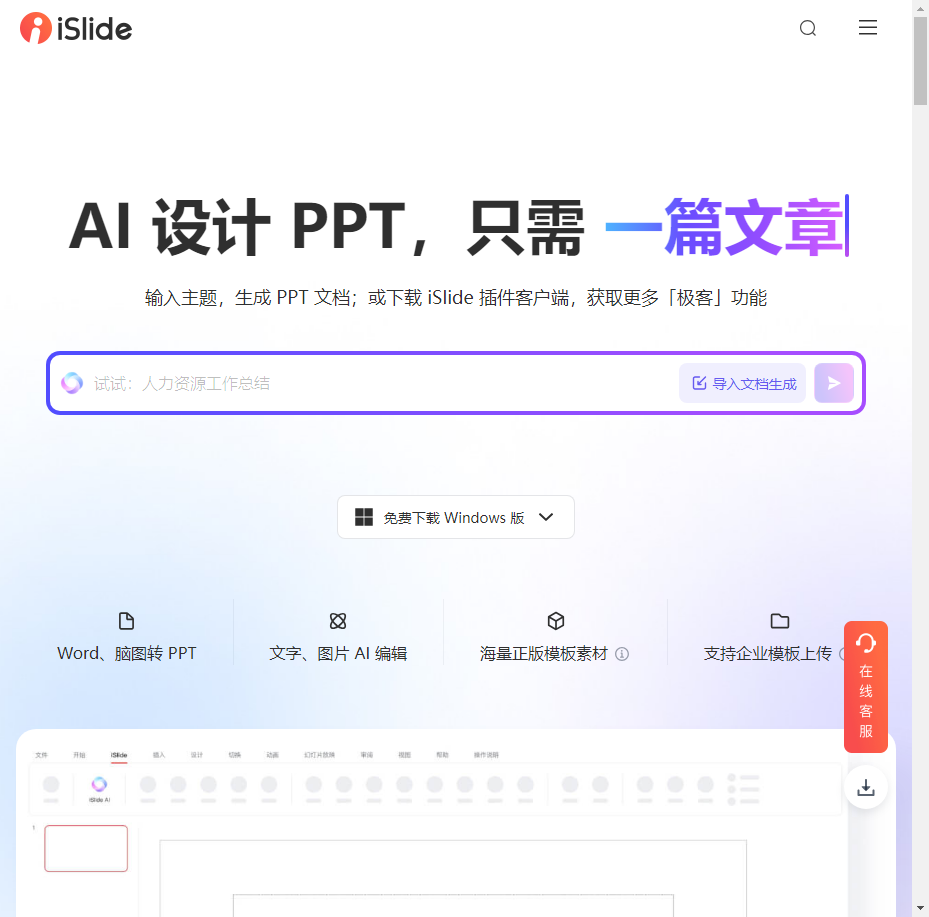 iSlide
AI 设计 PPT，只需 一篇文章
输入主题，生成 PPT 文档；或下载 iSlide 插件客户端，获取更多「极客」功能
试试：人力资源工作总结
导入文档生成
免费下载 Windows 版
Word、脑图转 PPT
文字、图片 AI 编辑
海量正版模板素材
支持企业模板上传
在线客服
文件 开始 iSlide 插入 设计 切换 动画 幻灯片放映 审阅 视图 帮助 操作说明
iSlide AI
1